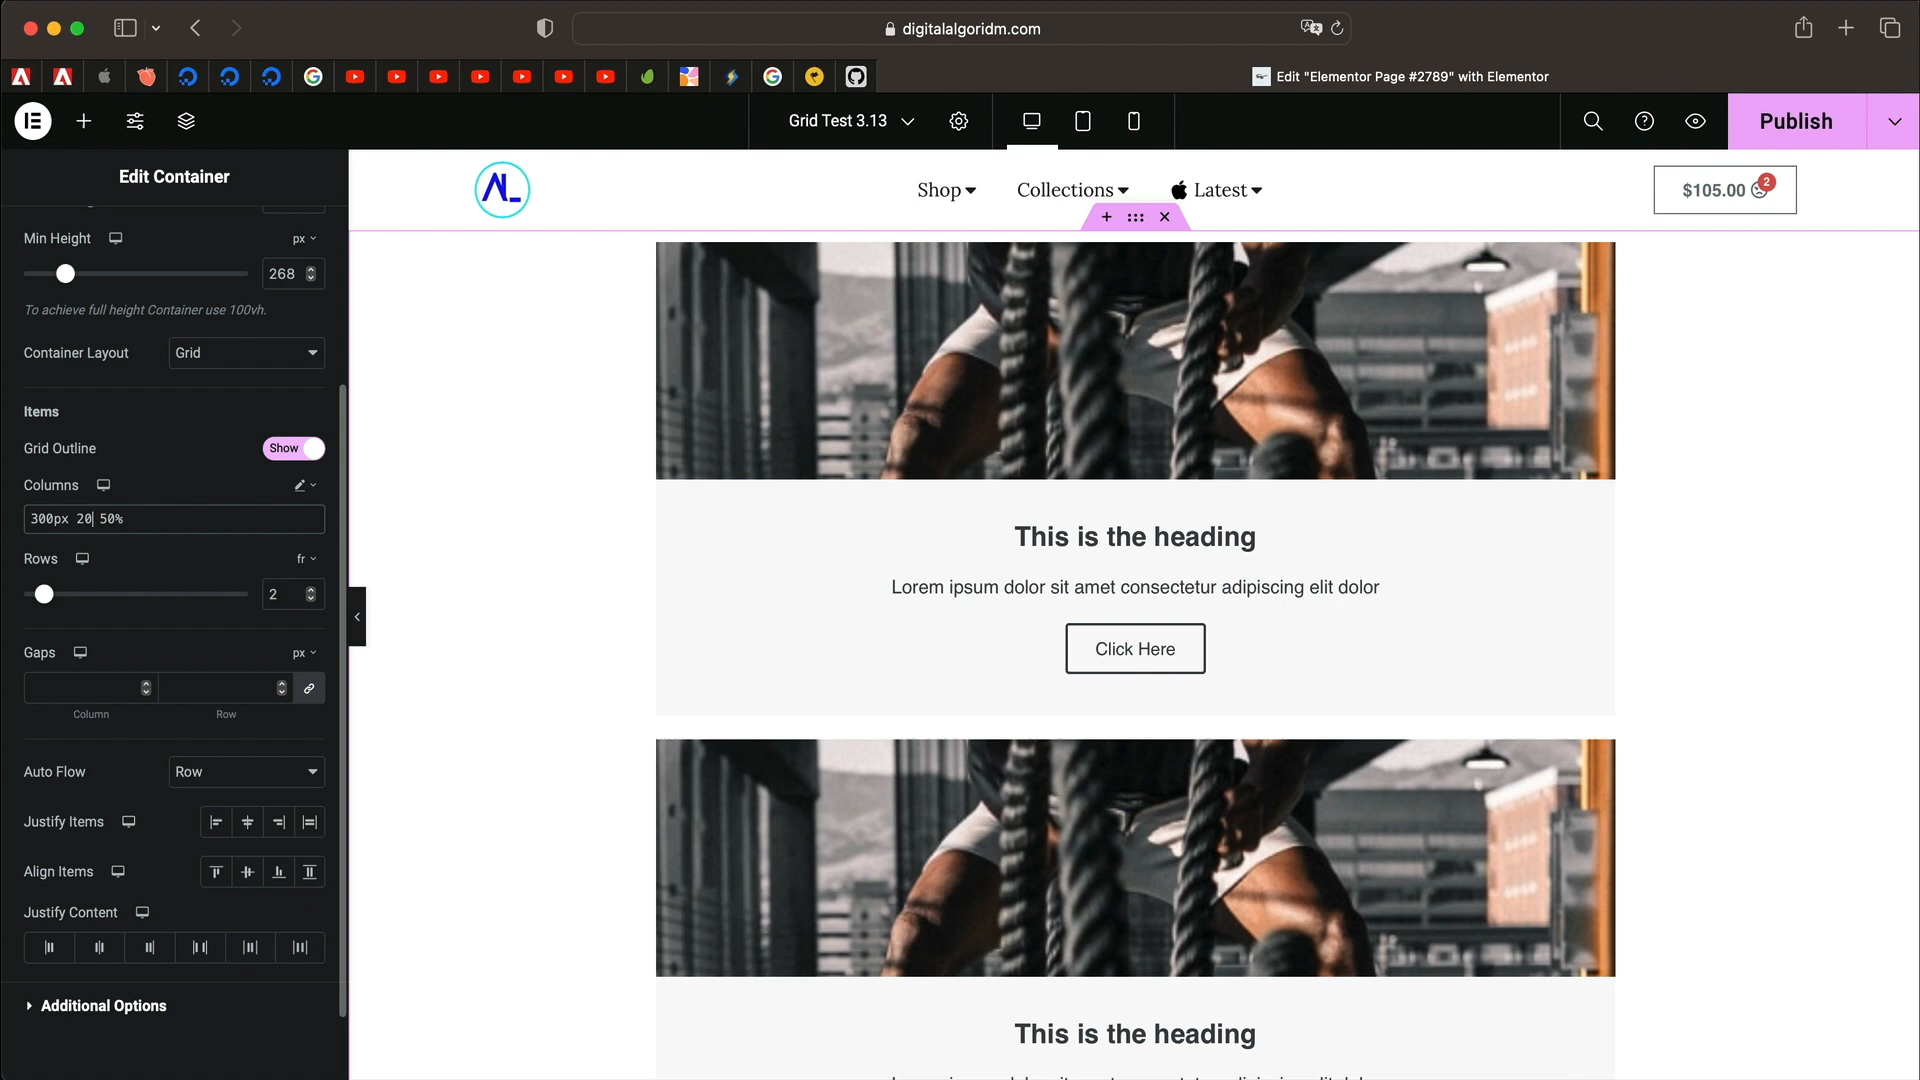 digitalalgoridm.com
Edit "Elementor Page #2789" with Elementor
Grid Test 3.13
Publish
Edit Container
Min Height
px
268
To achieve full height Container use 100vh.
Container Layout
Grid
Items
Grid Outline
Show
Columns
300px 20 50%
Rows
fr
2
Gaps
px
Column
Row
Auto Flow
Row
Justify Items
Align Items
Justify Content
Additional Options
AL_
Shop
Collections
Latest
$105.00
2
This is the heading
Lorem ipsum dolor sit amet consectetur adipiscing elit dolor
Click Here
This is the heading